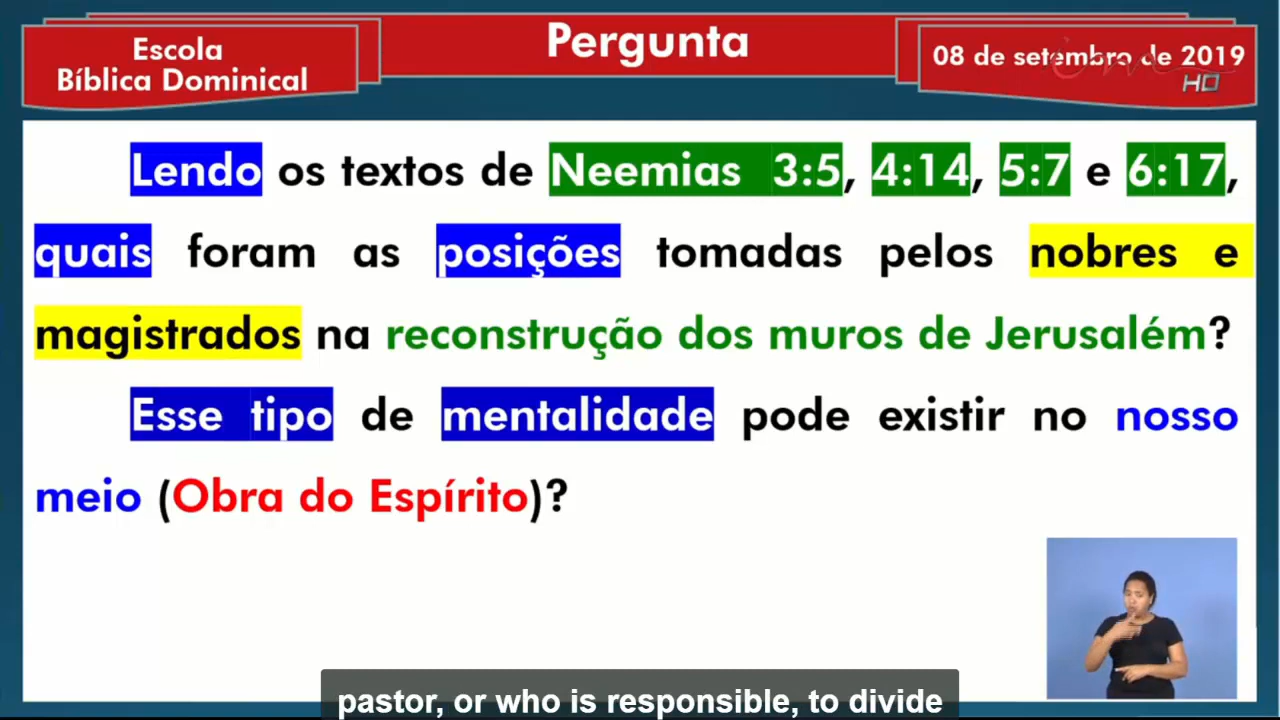 Escola
Bíblica Dominical
Pergunta
08 de setembro de 2019
HD
Lendo os textos de Neemias 3:5, 4:14, 5:7 e 6:17,
quais foram as posições tomadas pelos nobres e
magistrados na reconstrução dos muros de Jerusalém?
Esse tipo de mentalidade pode existir no nosso
meio (Obra do Espírito)?
pastor, or who is responsible, to divide